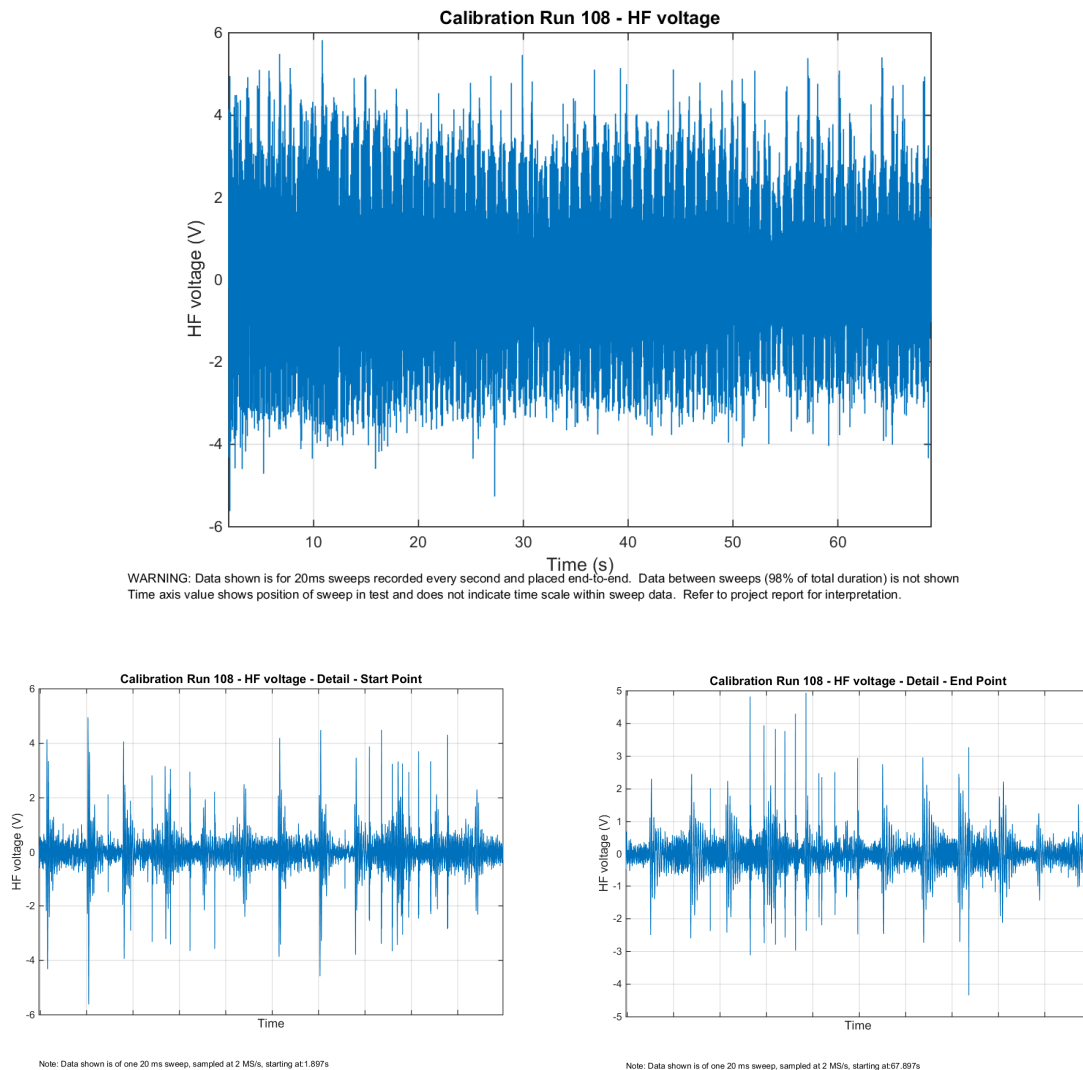 Calibration Run 108 - HF voltage
6
4
2
0
-2
-4
-6
HF voltage (V)
10 20 30 40 50 60
Time (s)
WARNING: Data shown is for 20ms sweeps recorded every second and placed end-to-end. Data between sweeps (98% of total duration) is not shown
Time axis value shows position of sweep in test and does not indicate time scale within sweep data. Refer to project report for interpretation.
Calibration Run 108 - HF voltage - Detail - Start Point
6
4
2
0
-2
-4
-6
HF voltage (V)
Time
Note: Data shown is of one 20 ms sweep, sampled at 2 MS/s, starting at:1.897s
Calibration Run 108 - HF voltage - Detail - End Point
5
4
3
2
1
0
-1
-2
-3
-4
-5
HF voltage (V)
Time
Note: Data shown is of one 20 ms sweep, sampled at 2 MS/s, starting at:67.897s